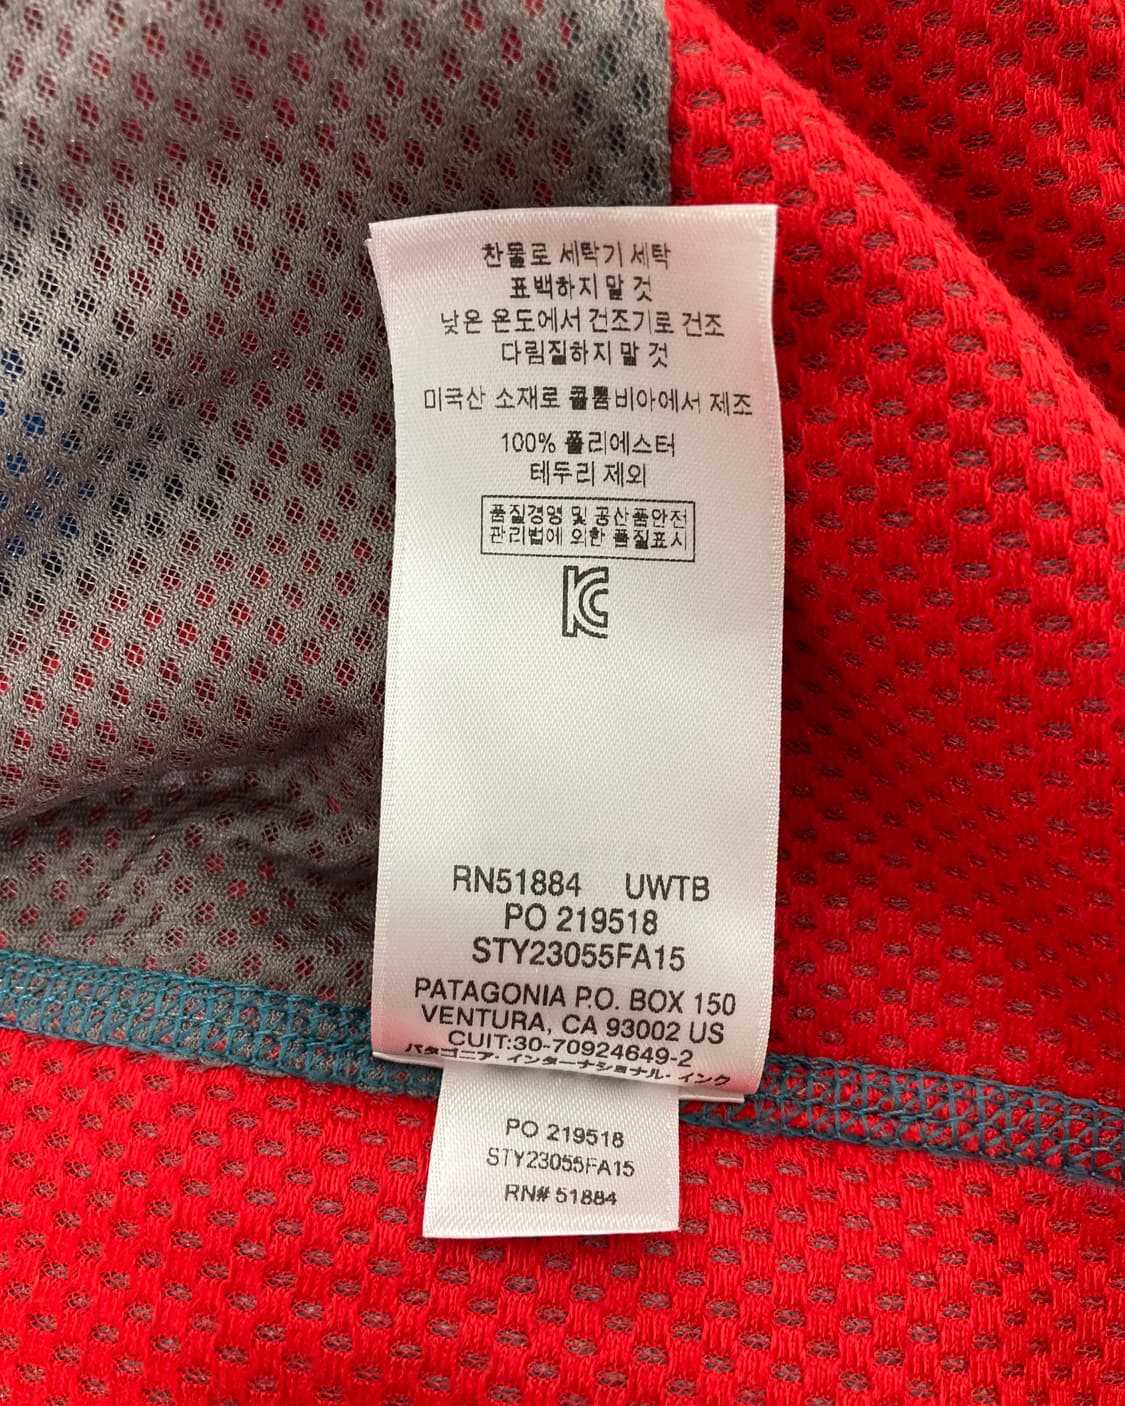 찬물로 세탁기 세탁
표백하지 말 것
낮은 온도에서 건조기로 건조
다림질하지 말 것
미국산 소재로 콜롬비아에서 제조
100% 폴리에스터
테두리 제외
품질경영 및 공산품안전
관리법에 의한 품질표시
KC
RN51884 UWTB
PO 219518
STY23055FA15
PATAGONIA P.O. BOX 150
VENTURA, CA 93002 US
CUIT:30-70924649-2
パタゴニア・インターナショナル・インク
PO 219518
STY23055FA15
RN# 51884